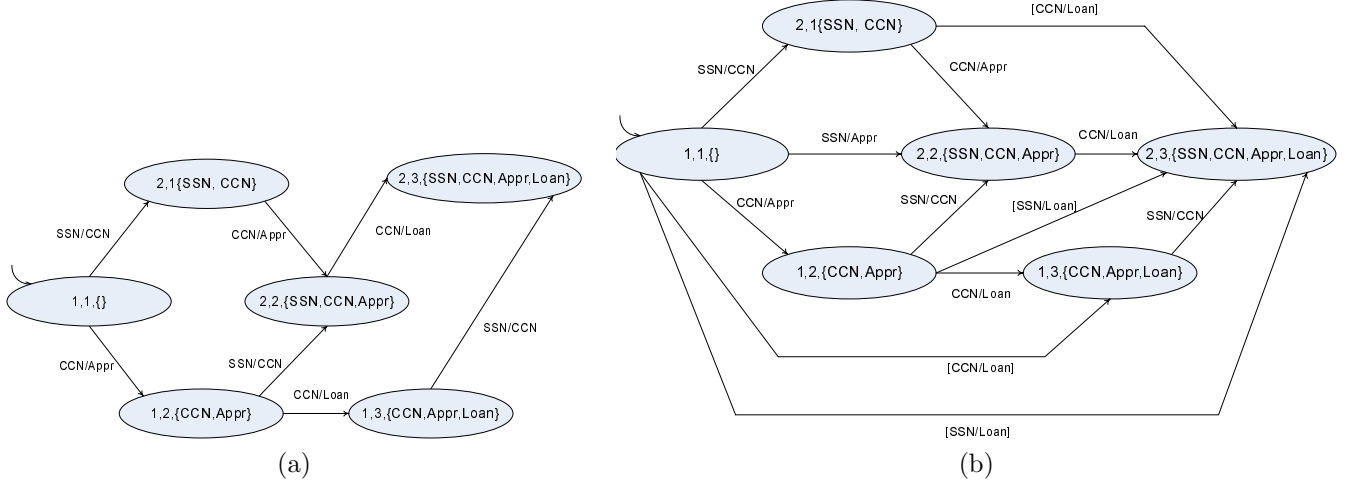 2,1{SSN, CCN}
2,3,{SSN,CCN,Appr,Loan}
SSN/CCN
CCN/Appr
CCN/Loan
1,1,{}
2,2,{SSN,CCN,Appr}
SSN/CCN
CCN/Appr
SSN/CCN
CCN/Loan
1,2,{CCN,Appr}
1,3,{CCN,Appr,Loan}
(a)
[CCN/Loan]
2,1{SSN, CCN}
SSN/CCN
CCN/Appr
SSN/Appr
CCN/Loan
1,1,{}
2,2,{SSN,CCN,Appr}
2,3,{SSN,CCN,Appr,Loan}
CCN/Appr
SSN/CCN
[SSN/Loan]
SSN/CCN
1,2,{CCN,Appr}
1,3,{CCN,Appr,Loan}
CCN/Loan
[CCN/Loan]
[SSN/Loan]
(b)